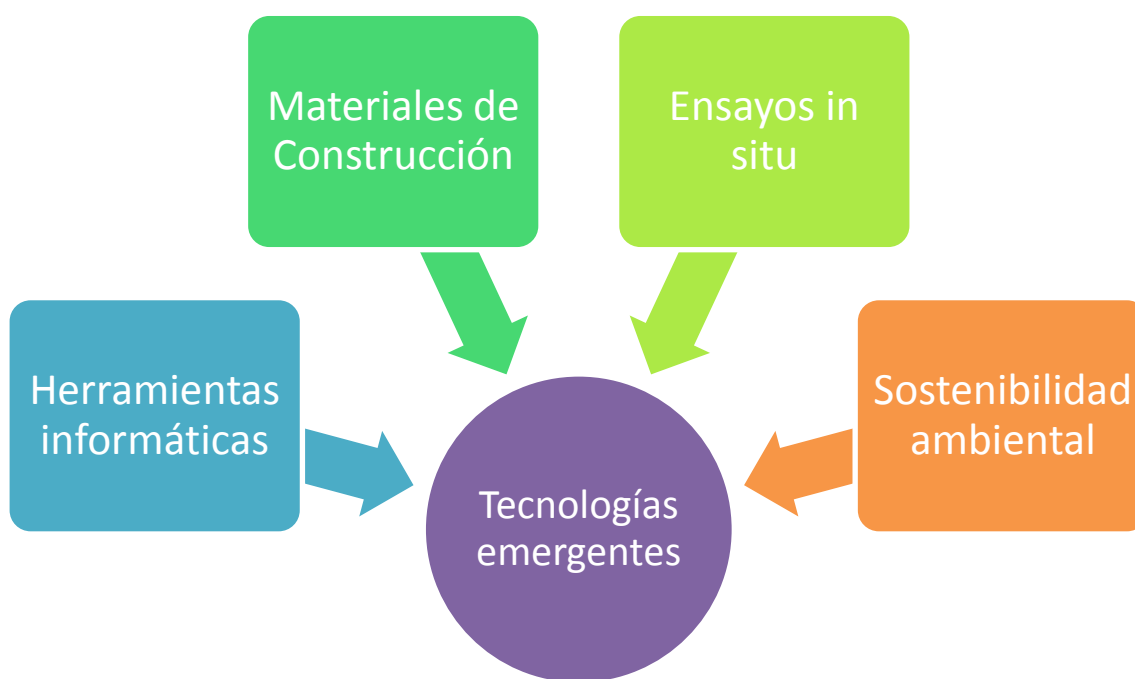 Materiales de
Construcción
Ensayos in
situ
Herramientas
informáticas
Sostenibilidad
ambiental
Tecnologías
emergentes